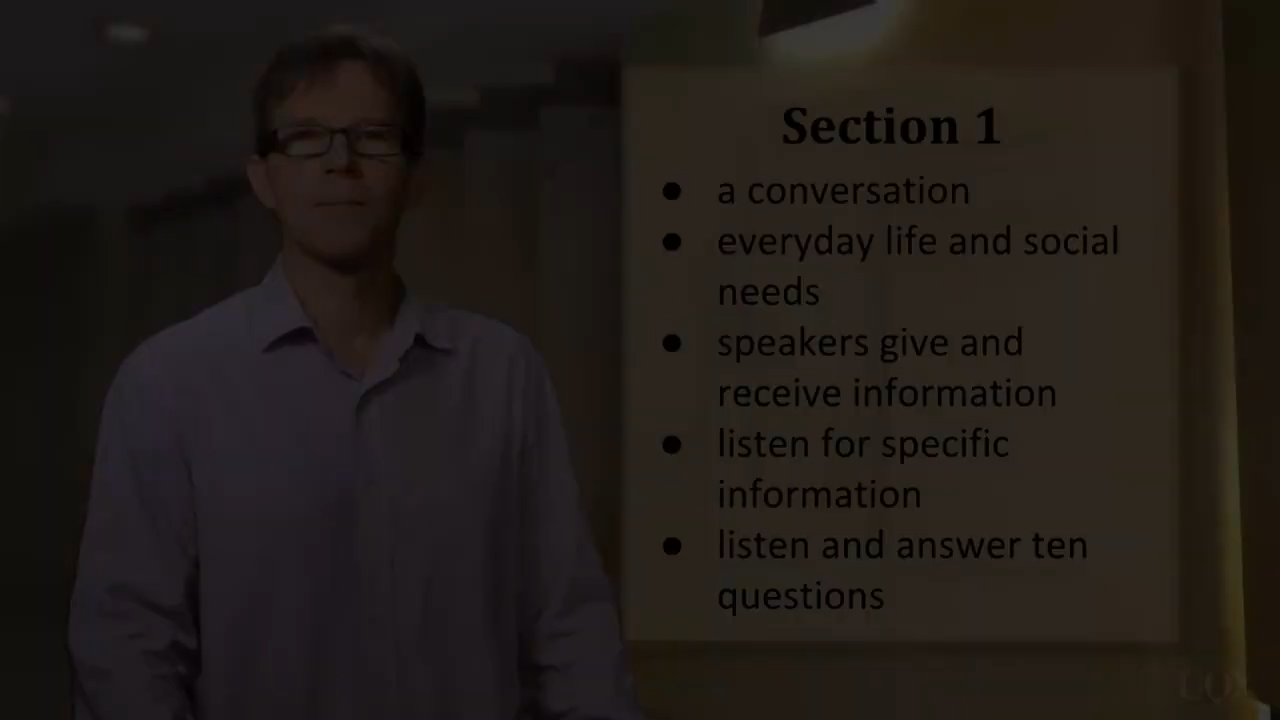 Section 1
● a conversation
● everyday life and social
needs
● speakers give and
receive information
● listen for specific
information
● listen and answer ten
questions